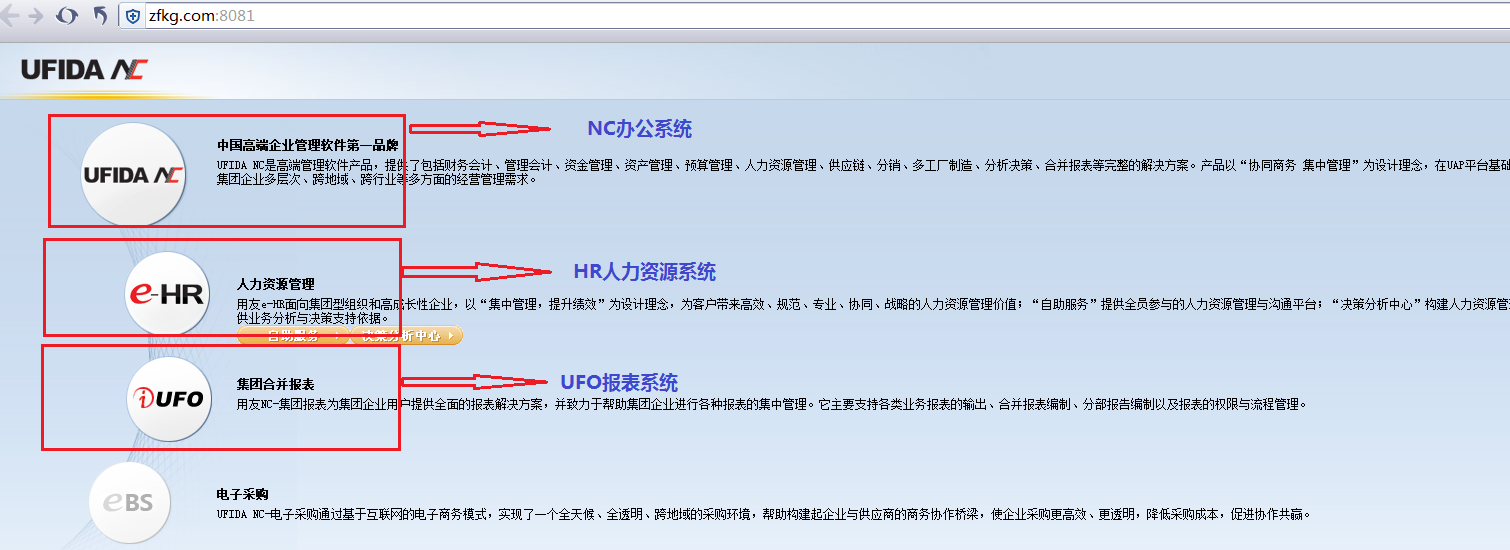 zfkg.com:8081
UFIDA NC
NC办公系统
中国高端企业管理软件第一品牌
UFIDA NC
UFIDA NC是高端管理软件产品，提供了包括财务会计、管理会计、资金管理、资产管理、预算管理、人力资源管理、供应链、分销、多工厂制造、分析决策、合并报表等完整的解决方案。产品以“协同商务 集中管理”为设计理念，在UAP平台基础
集团企业多层次、跨地域、跨行业等多方面的经营管理需求。
HR人力资源系统
e-HR
人力资源管理
用友e-HR面向集团型组织和高成长性企业，以“集中管理，提升绩效”为设计理念，为客户带来高效、规范、专业、协同、战略的人力资源管理价值；“自助服务”提供全员参与的人力资源管理与沟通平台；“决策分析中心”构建人力资源管
供业务分析与决策支持依据。
自助服务 决策分析中心
UFO报表系统
iUFO
集团合并报表
用友NC-集团报表为集团企业用户提供全面的报表解决方案，并致力于帮助集团企业进行各种报表的集中管理。它主要支持各类业务报表的输出、合并报表编制、分部报告编制以及报表的权限与流程管理。
eBS
电子采购
UFIDA NC-电子采购通过基于互联网的电子商务模式，实现了一个全天候、全透明、跨地域的采购环境，帮助构建起企业与供应商的商务协作桥梁，使企业采购更高效、更透明，降低采购成本，促进协作共赢。